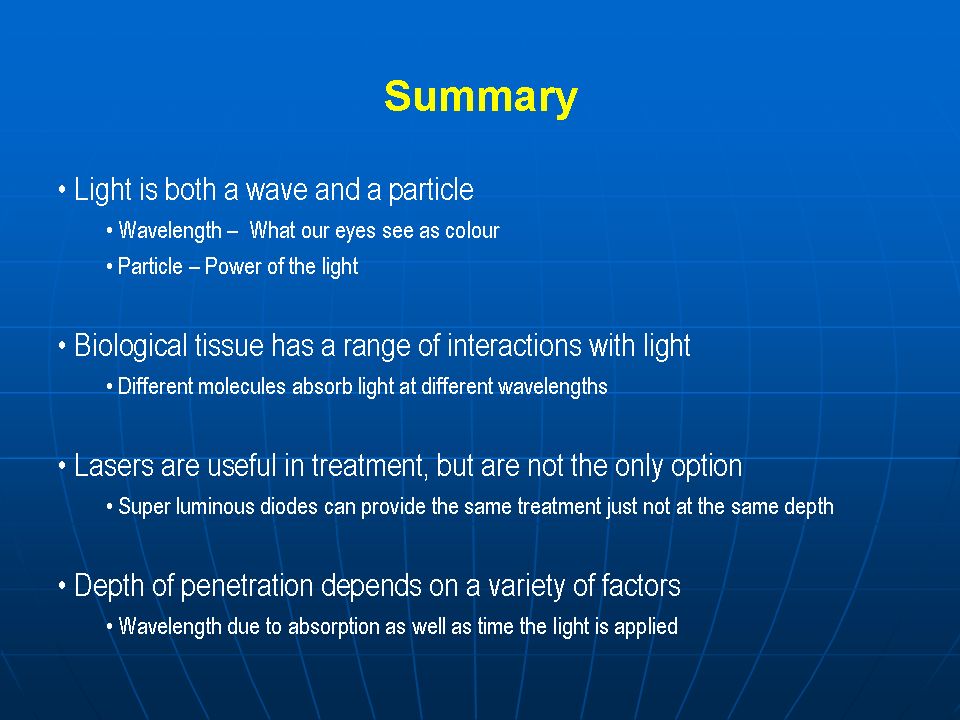 Summary
• Light is both a wave and a particle
• Wavelength – What our eyes see as colour
• Particle – Power of the light
• Biological tissue has a range of interactions with light
• Different molecules absorb light at different wavelengths
• Lasers are useful in treatment, but are not the only option
• Super luminous diodes can provide the same treatment just not at the same depth
• Depth of penetration depends on a variety of factors
• Wavelength due to absorption as well as time the light is applied